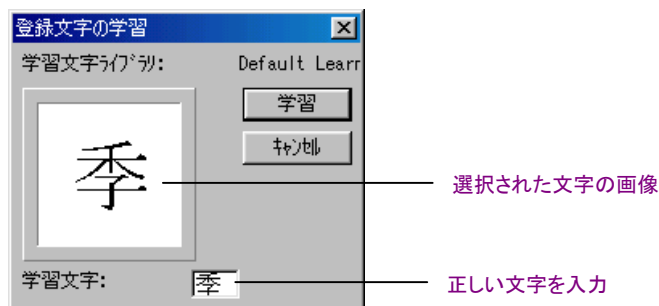 登録文字の学習
学習文字ﾗｲﾌﾞﾗﾘ: Default Learr
学習
ｷｬﾝｾﾙ
季
選択された文字の画像
学習文字: 季
正しい文字を入力